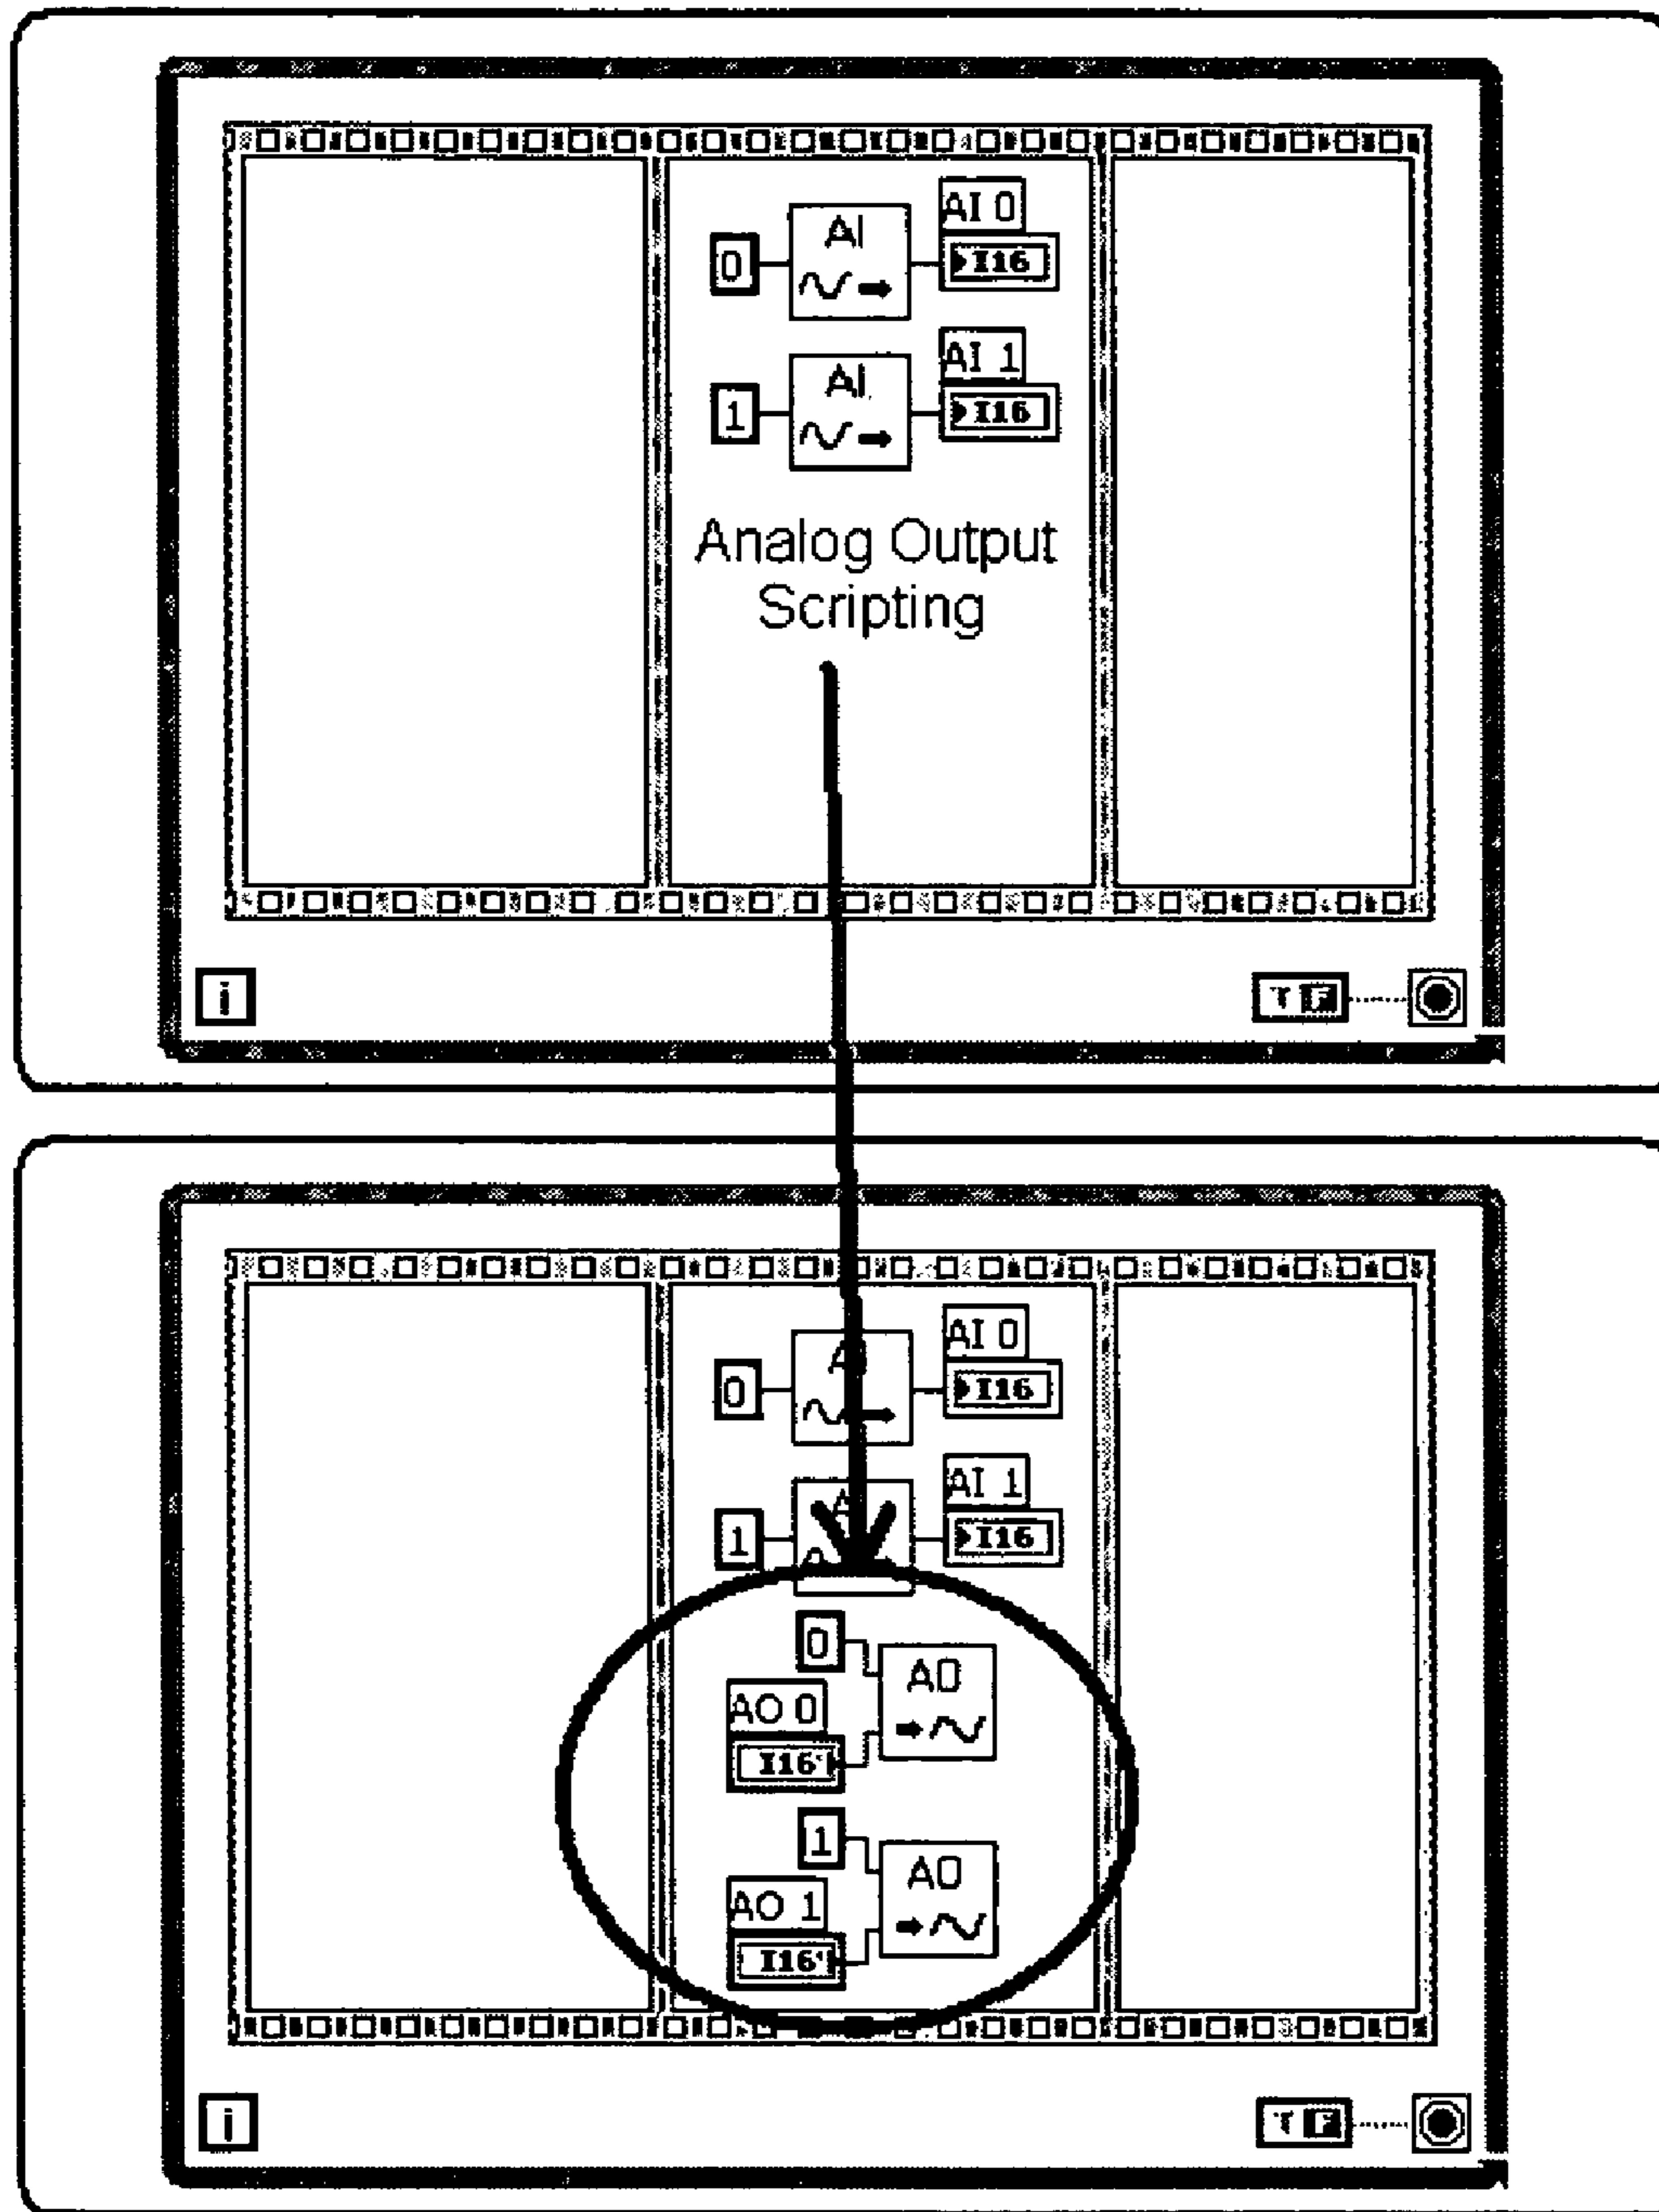 AI 0
0 AI I16
AI 1
1 AI I16
Analog Output
Scripting
i T F
AI 0
0 I16
AI 1
1 I16
0
AO
AO 0
I16
1
AO
AO 1
I16
i T F